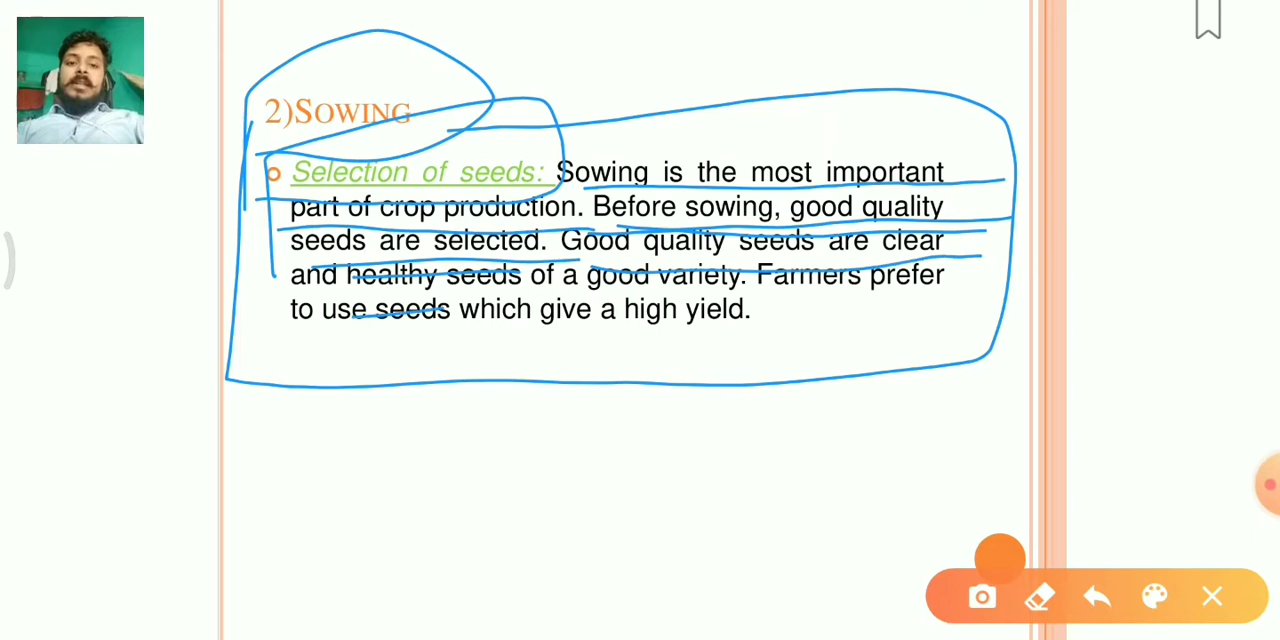 2)SOWING
Selection of seeds: Sowing is the most important
part of crop production. Before sowing, good quality
seeds are selected. Good quality seeds are clear
and healthy seeds of a good variety. Farmers prefer
to use seeds which give a high yield.